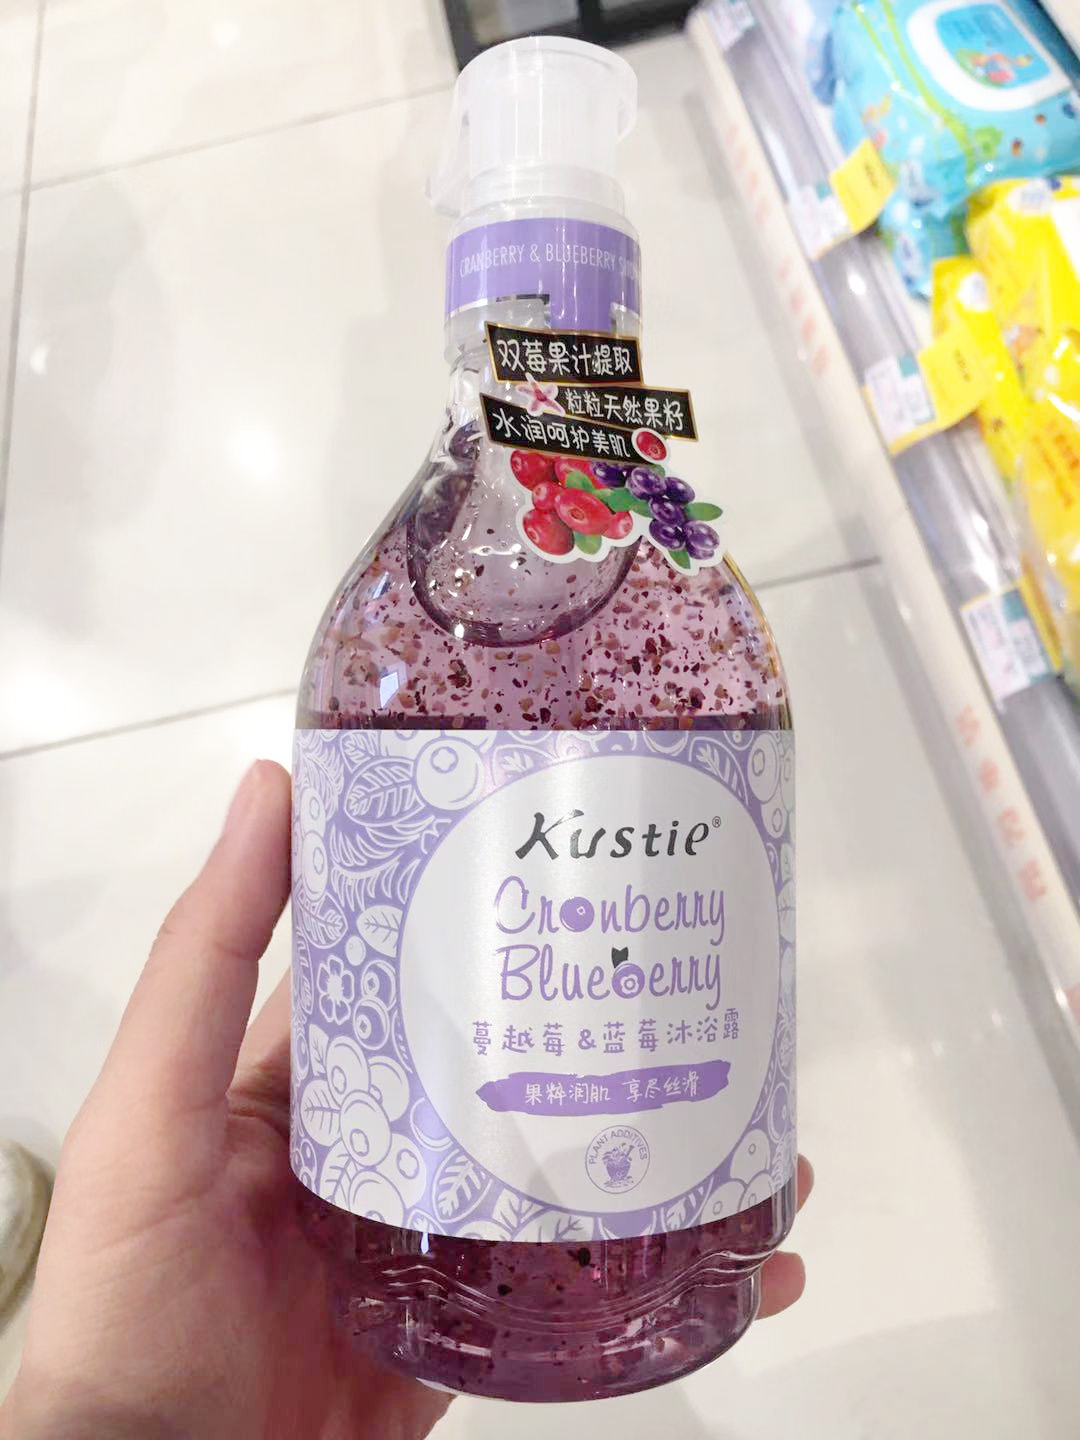 CRANBERRY & BLUEBERRY
双莓果汁提取
粒粒天然果籽
水润呵护美肌
Kustie®
Cranberry
Blueberry
蔓越莓&蓝莓沐浴露
果粹润肌 享尽丝滑
PLANT ADDITIVES